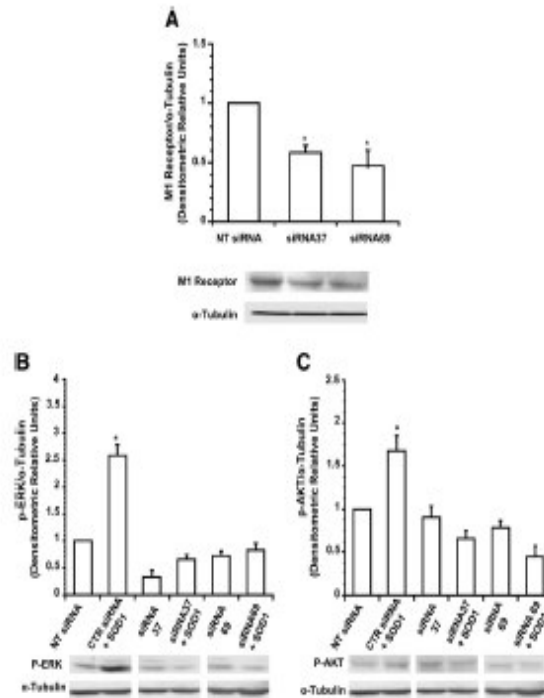 A
M1 Receptor/α-Tubulin
(Densitometric Relative Units)
1.5
1
0.5
0
*
*
NT siRNA siRNA37 siRNA69
M1 Receptor
α-Tubulin
B
p-ERK/α-Tubulin
(Densitometric Relative Units)
4
3.5
3
2.5
2
1.5
1
0.5
0
*
NT siRNA
CTR siRNA
+ SOD1
siRNA
37
siRNA37
+ SOD1
siRNA
69
siRNA69
+ SOD1
P-ERK
α-Tubulin
C
p-AKT/α-Tubulin
(Densitometric Relative Units)
2
1.5
1
0.5
0
*
NT siRNA
CTR siRNA
+ SOD1
siRNA
37
siRNA37
+ SOD1
siRNA
69
siRNA 69
+ SOD1
P-AKT
α-Tubulin